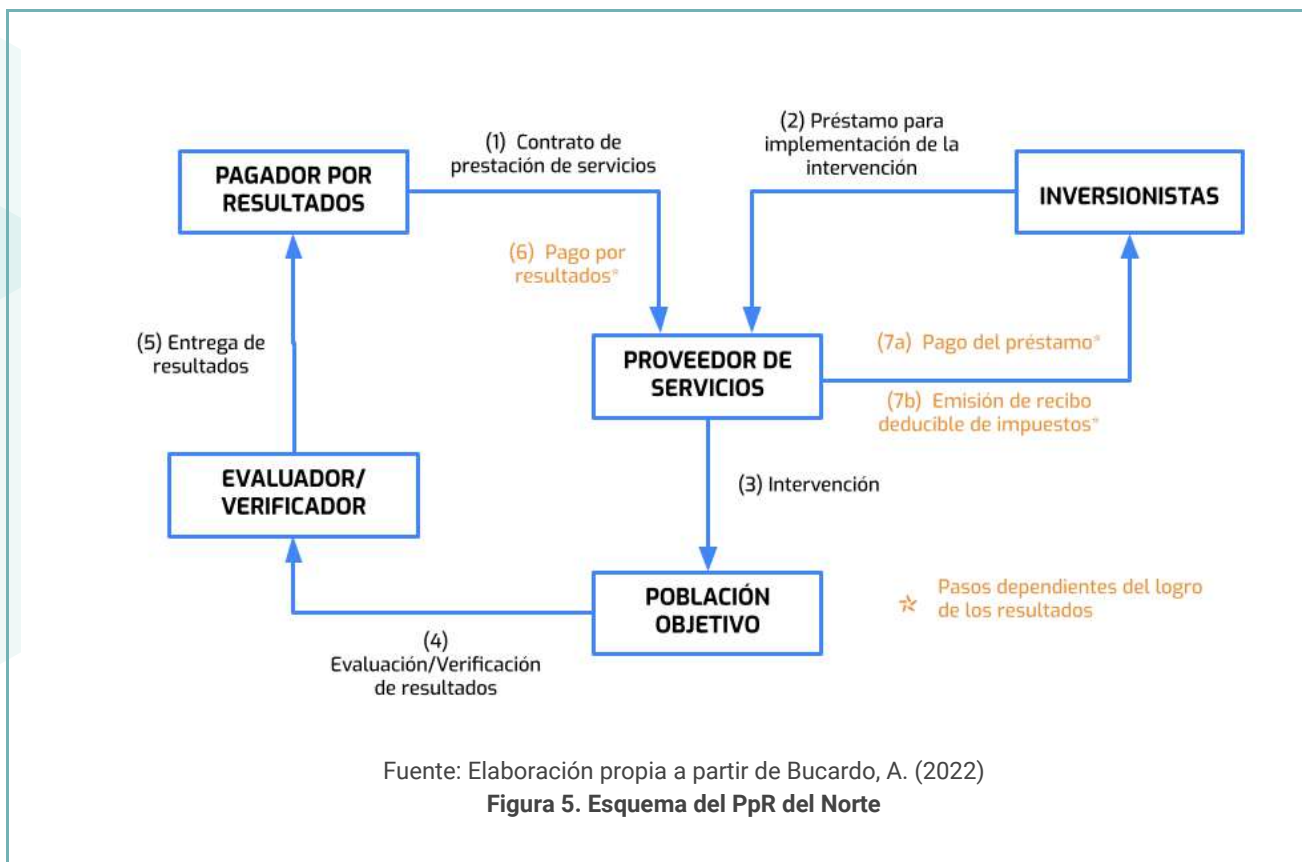 (1) Contrato de
prestación de servicios
(2) Préstamo para
implementación de la
intervención
PAGADOR POR
RESULTADOS
INVERSIONISTAS
(6) Pago por
resultados*
(5) Entrega de
resultados
PROVEEDOR DE
SERVICIOS
(7a) Pago del préstamo*
(7b) Emisión de recibo
deducible de impuestos*
EVALUADOR/
VERIFICADOR
(3) Intervención
POBLACIÓN
OBJETIVO
* Pasos dependientes del logro
de los resultados
(4)
Evaluación/Verificación
de resultados
Fuente: Elaboración propia a partir de Bucardo, A. (2022)
Figura 5. Esquema del PpR del Norte